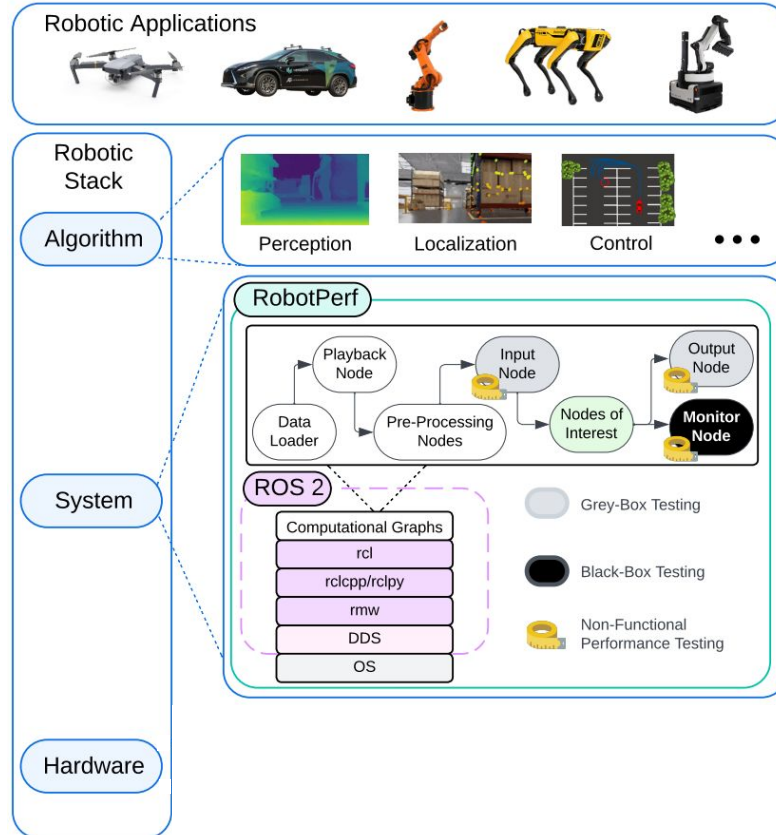 Robotic Applications
Robotic
Stack
Algorithm
System
Hardware
Perception
Localization
Control
RobotPerf
Data
Loader
Playback
Node
Pre-Processing
Nodes
Input
Node
Nodes of
Interest
Output
Node
Monitor
Node
ROS 2
Computational Graphs
rcl
rclcpp/rclpy
rmw
DDS
OS
Grey-Box Testing
Black-Box Testing
Non-Functional
Performance Testing